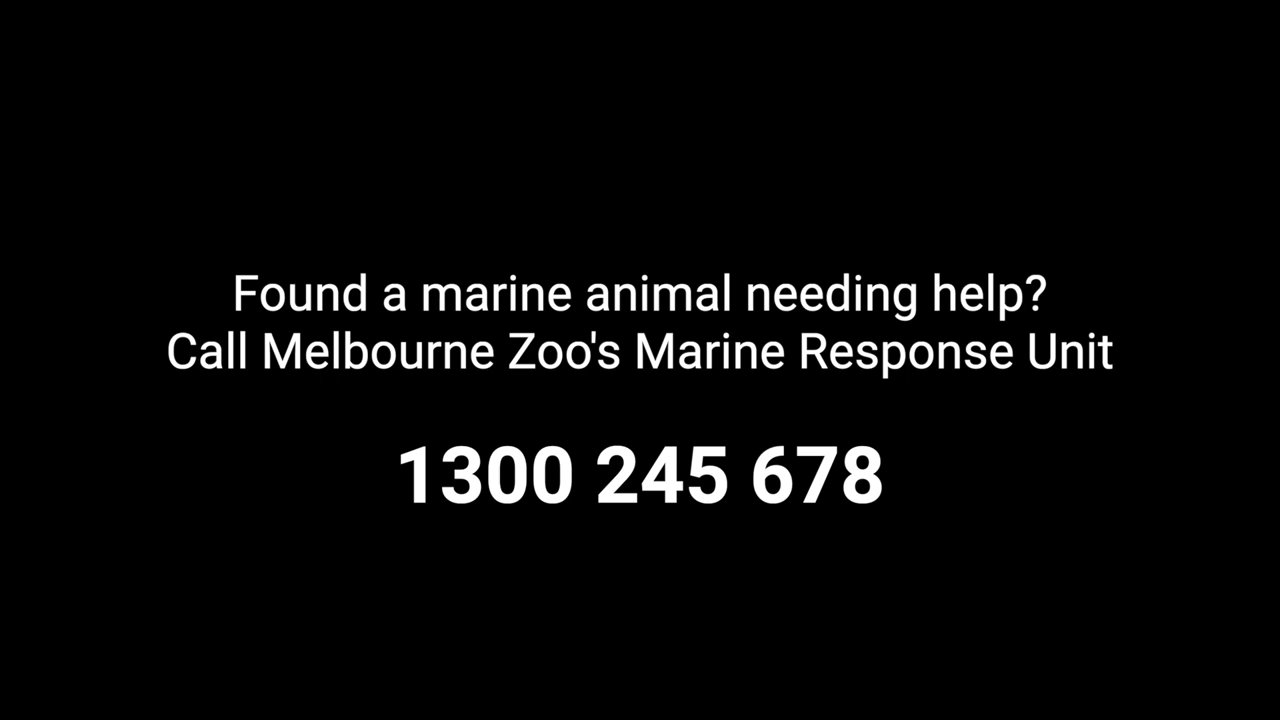 Found a marine animal needing help?
Call Melbourne Zoo's Marine Response Unit
1300 245 678